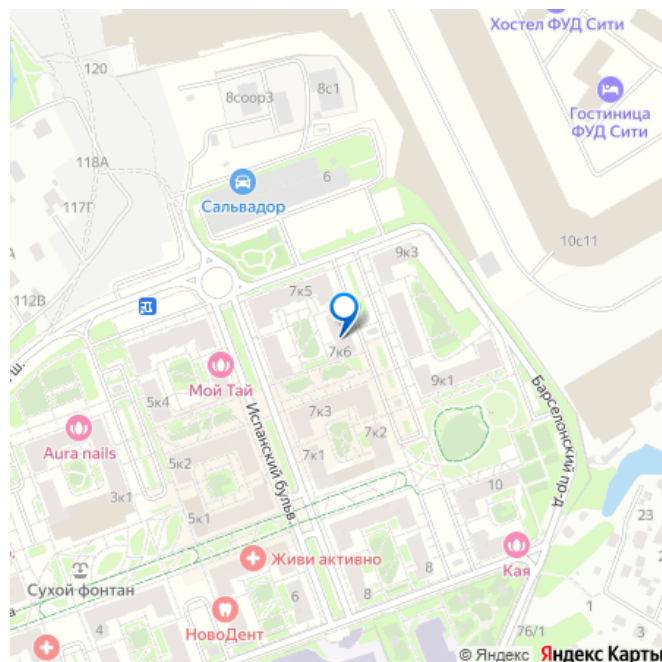 Хостел ФУД Сити
120
8соор3
8с1
Гостиница
ФУД Сити
118А
6
117Г
Сальвадор
9к3
10с11
112В
7к5
7к6
ш.
Мой Тай
9к1
Барселонский пр-д
5к4
7к3
Испанский бульв.
Aura nails
7к2
5к2
7к1
3к1
5к1
10
23
Живи активно
Кая
Сухой фонтан
8
8
6
1
3
4
НовоДент
76/1
© Яндекс Яндекс Карты